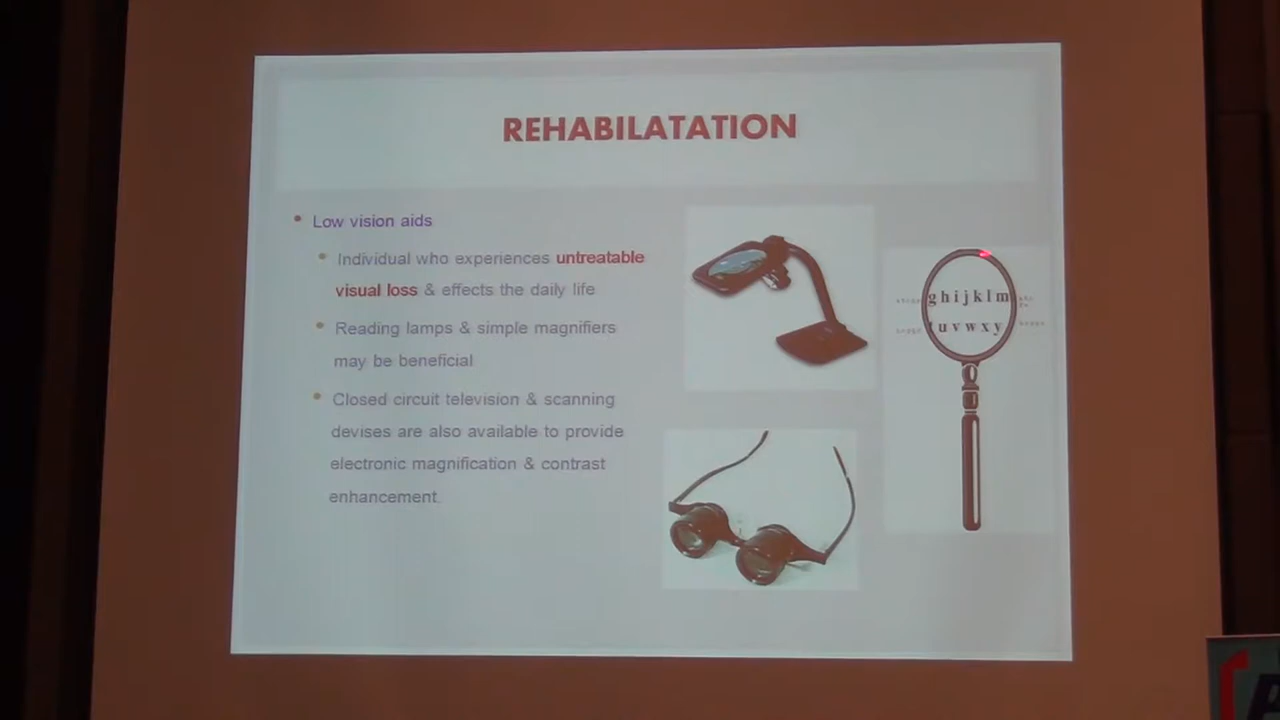 REHABILATATION
Low vision aids
Individual who experiences untreatable
visual loss & effects the daily life
Reading lamps & simple magnifiers
may be beneficial
Closed circuit television & scanning
devises are also available to provide
electronic magnification & contrast
enhancement.
ghijklm
tuvwxy